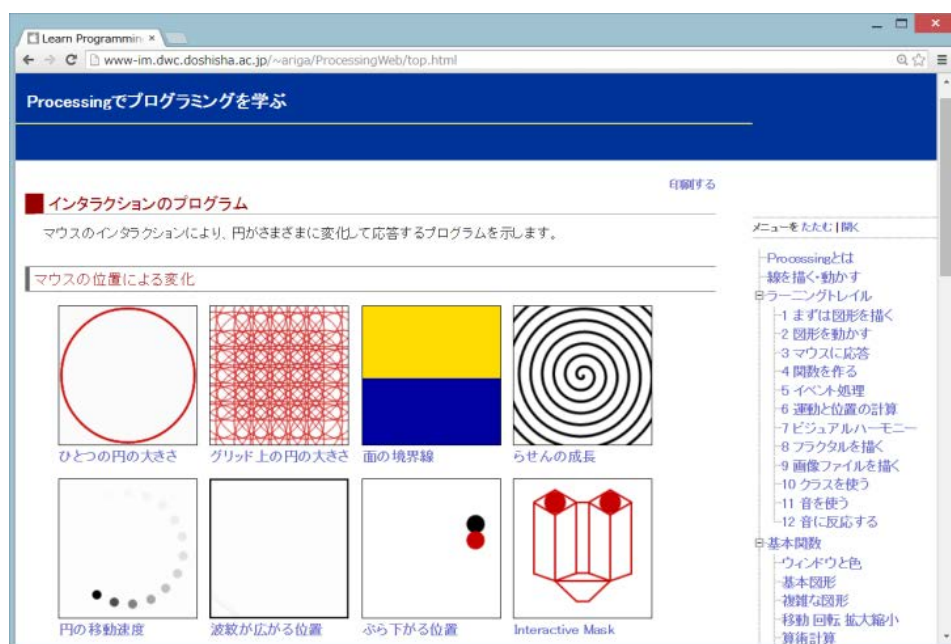 Learn Programmin
www-im.dwc.doshisha.ac.jp/~ariga/ProcessingWeb/top.html
Processingでプログラミングを学ぶ
印刷する
インタラクションのプログラム
マウスのインタラクションにより、円がさまざまに変化して応答するプログラムを示します。
マウスの位置による変化
ひとつの円の大きさ
グリッド上の円の大きさ
面の境界線
らせんの成長
円の移動速度
波紋が広がる位置
ぶら下がる位置
Interactive Mask
メニューを たたむ | 開く
Processingとは
線を描く・動かす
ラーニングトレイル
1 まずは図形を描く
2 図形を動かす
3 マウスに応答
4 関数を作る
5 イベント処理
6 運動と位置の計算
7 ビジュアルハーモニー
8 フラクタルを描く
9 画像ファイルを描く
10 クラスを使う
11 音を使う
12 音に反応する
基本関数
ウィンドウと色
基本図形
複雑な図形
移動 回転 拡大縮小
算術計算